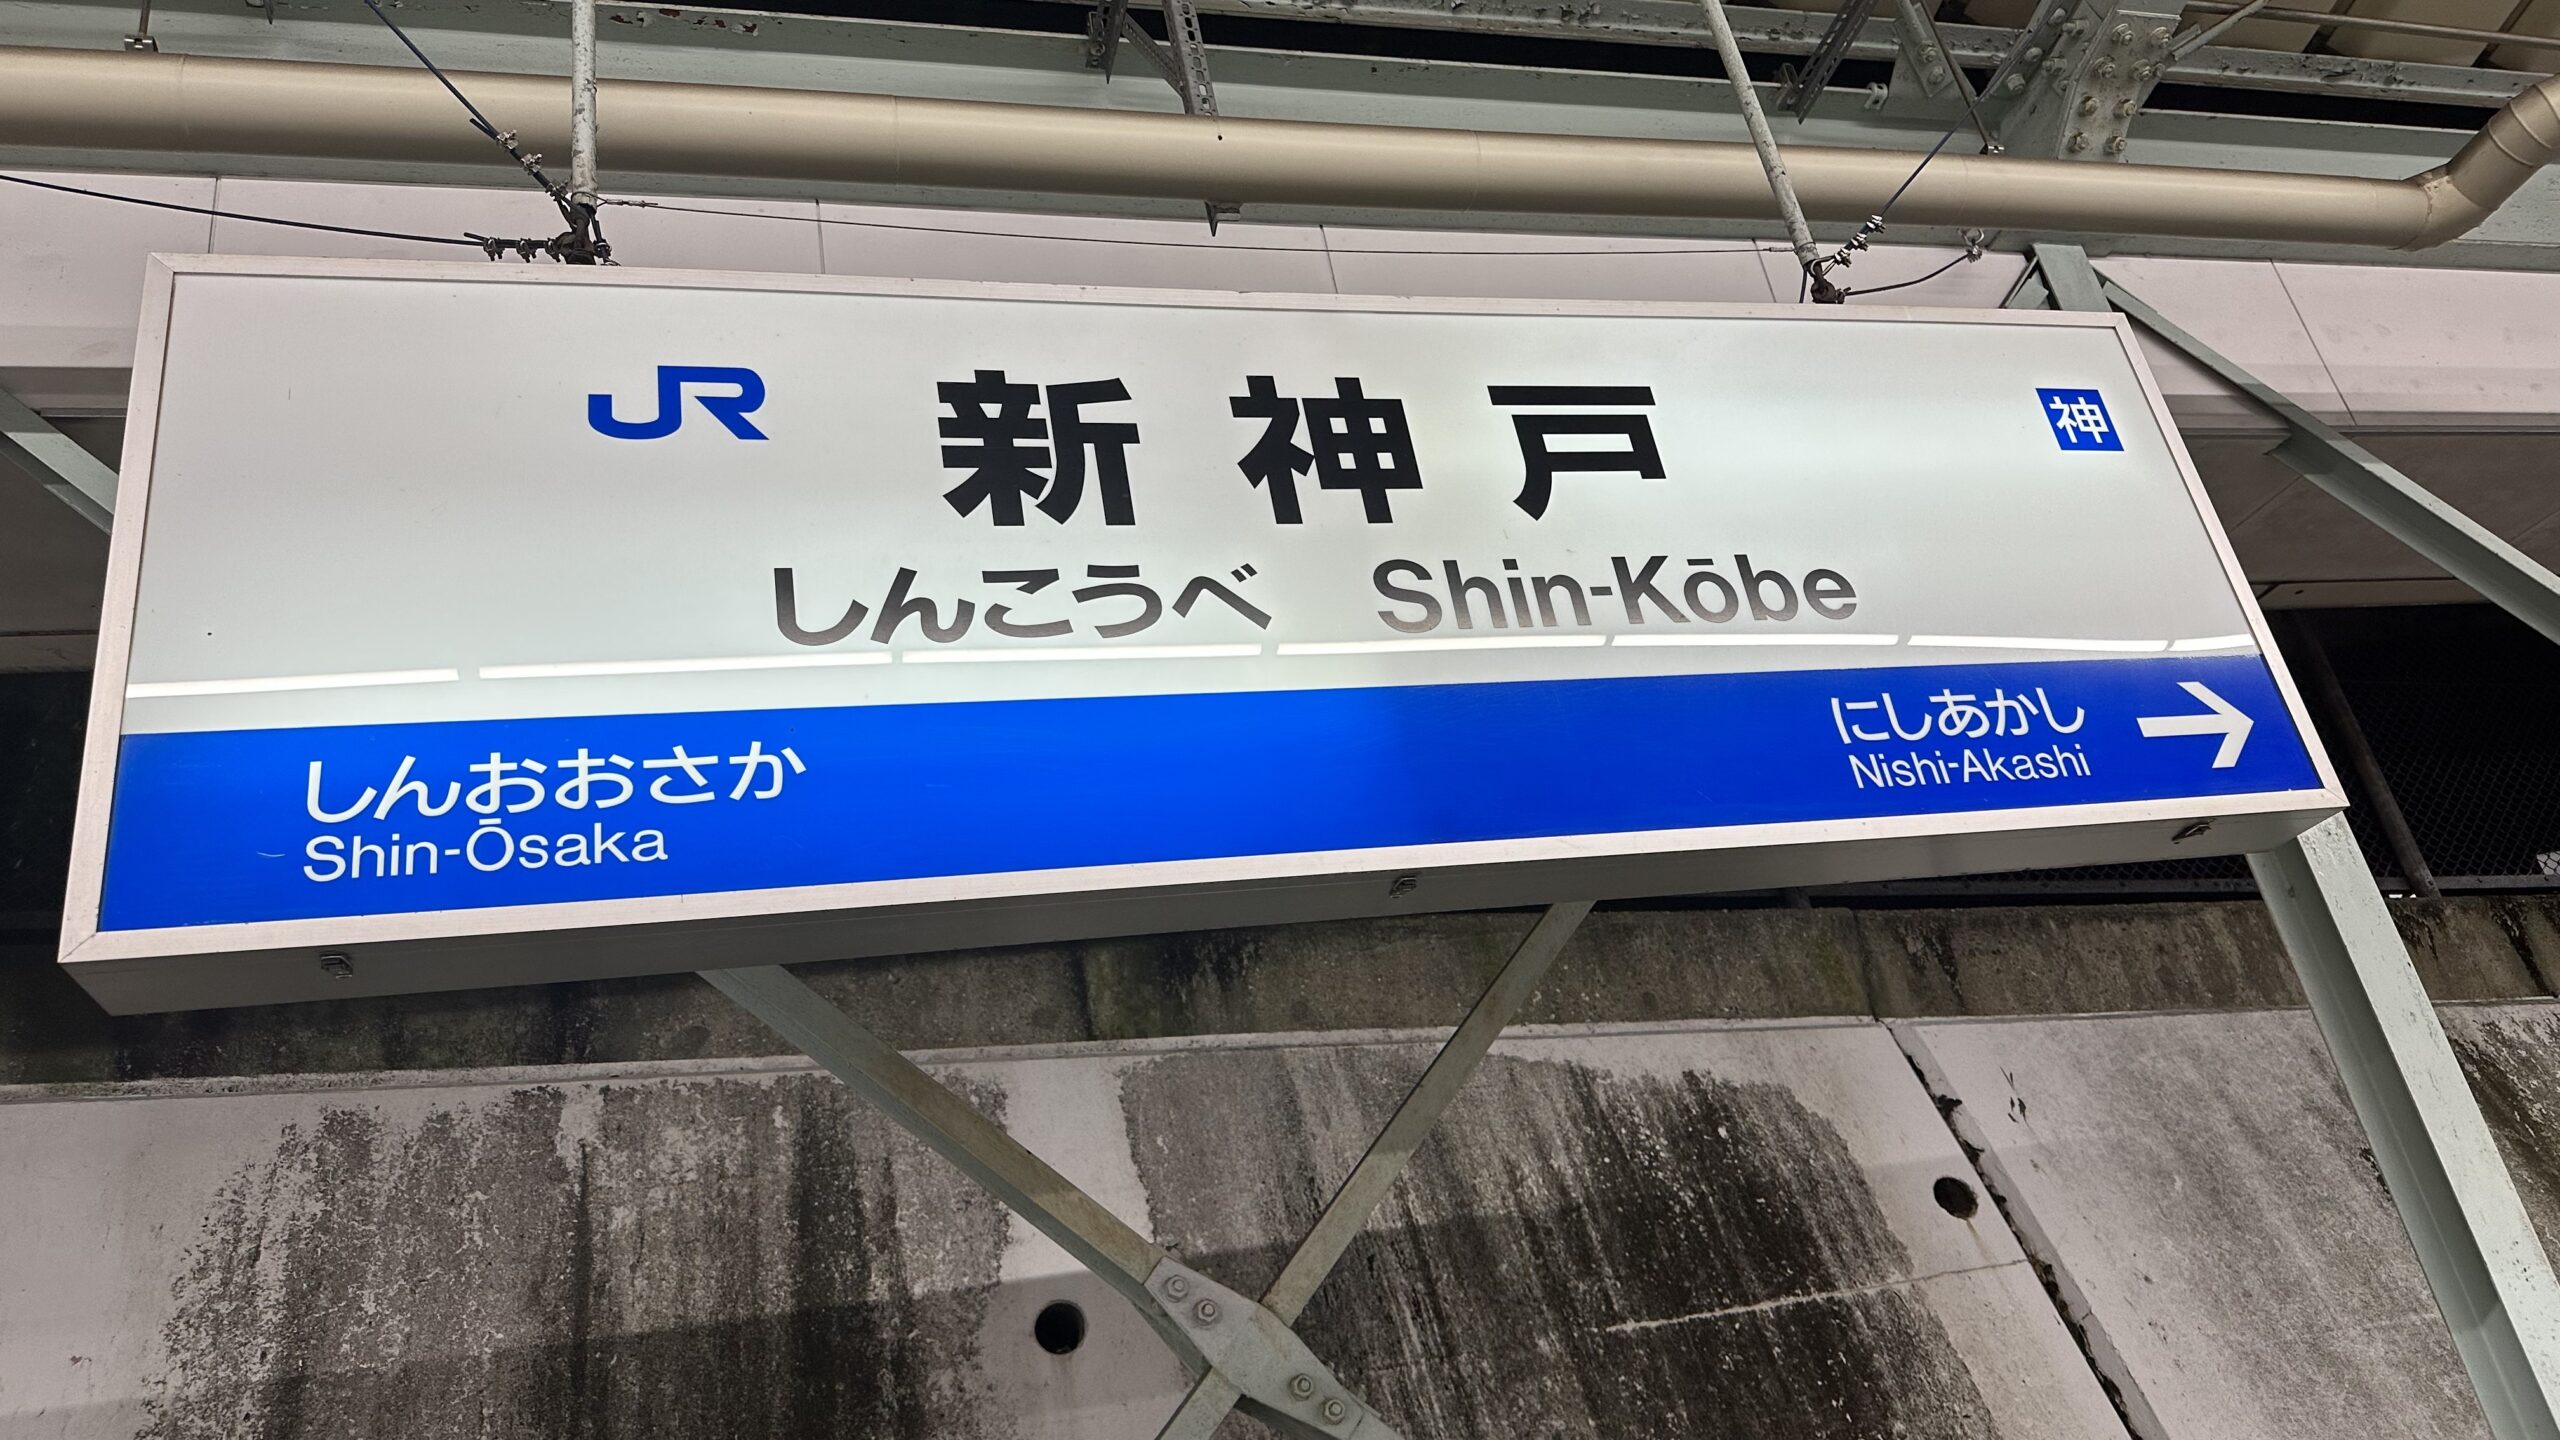 JR 新神戸 神
しんこうべ Shin-Kōbe
しんおおさか
Shin-Ōsaka
にしあかし →
Nishi-Akashi